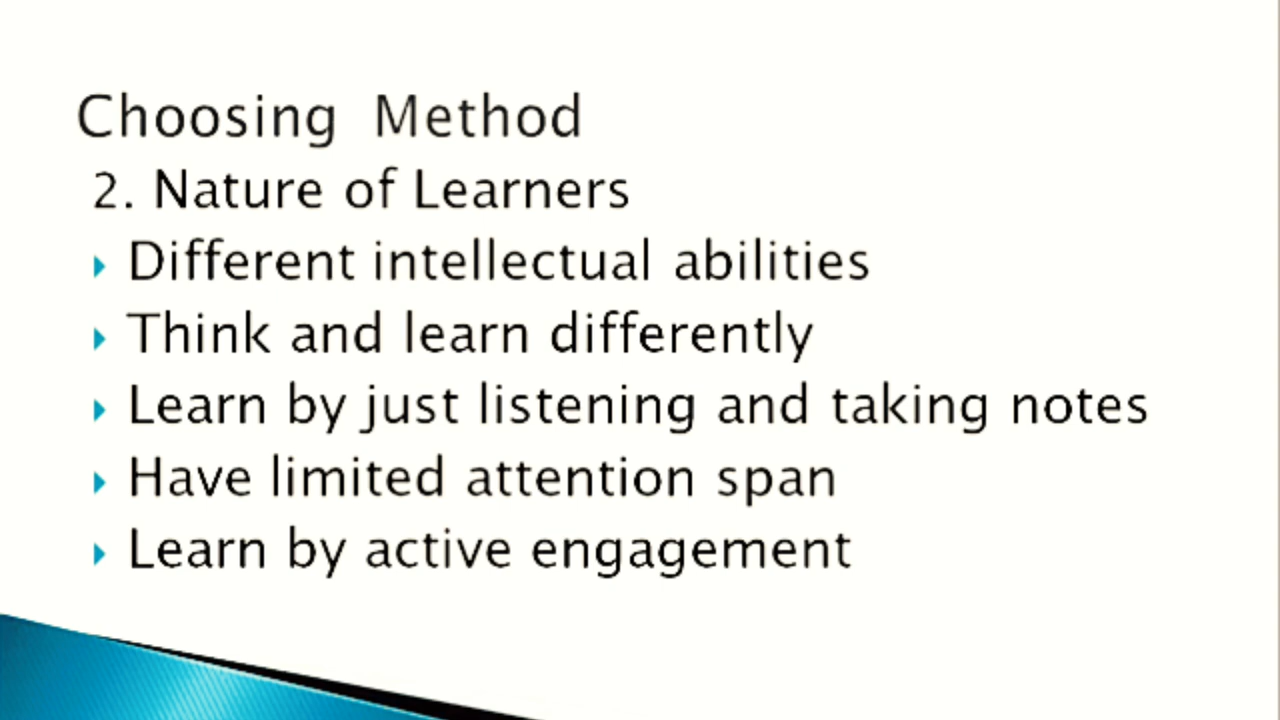 Choosing Method
2. Nature of Learners
Different intellectual abilities
Think and learn differently
Learn by just listening and taking notes
Have limited attention span
Learn by active engagement